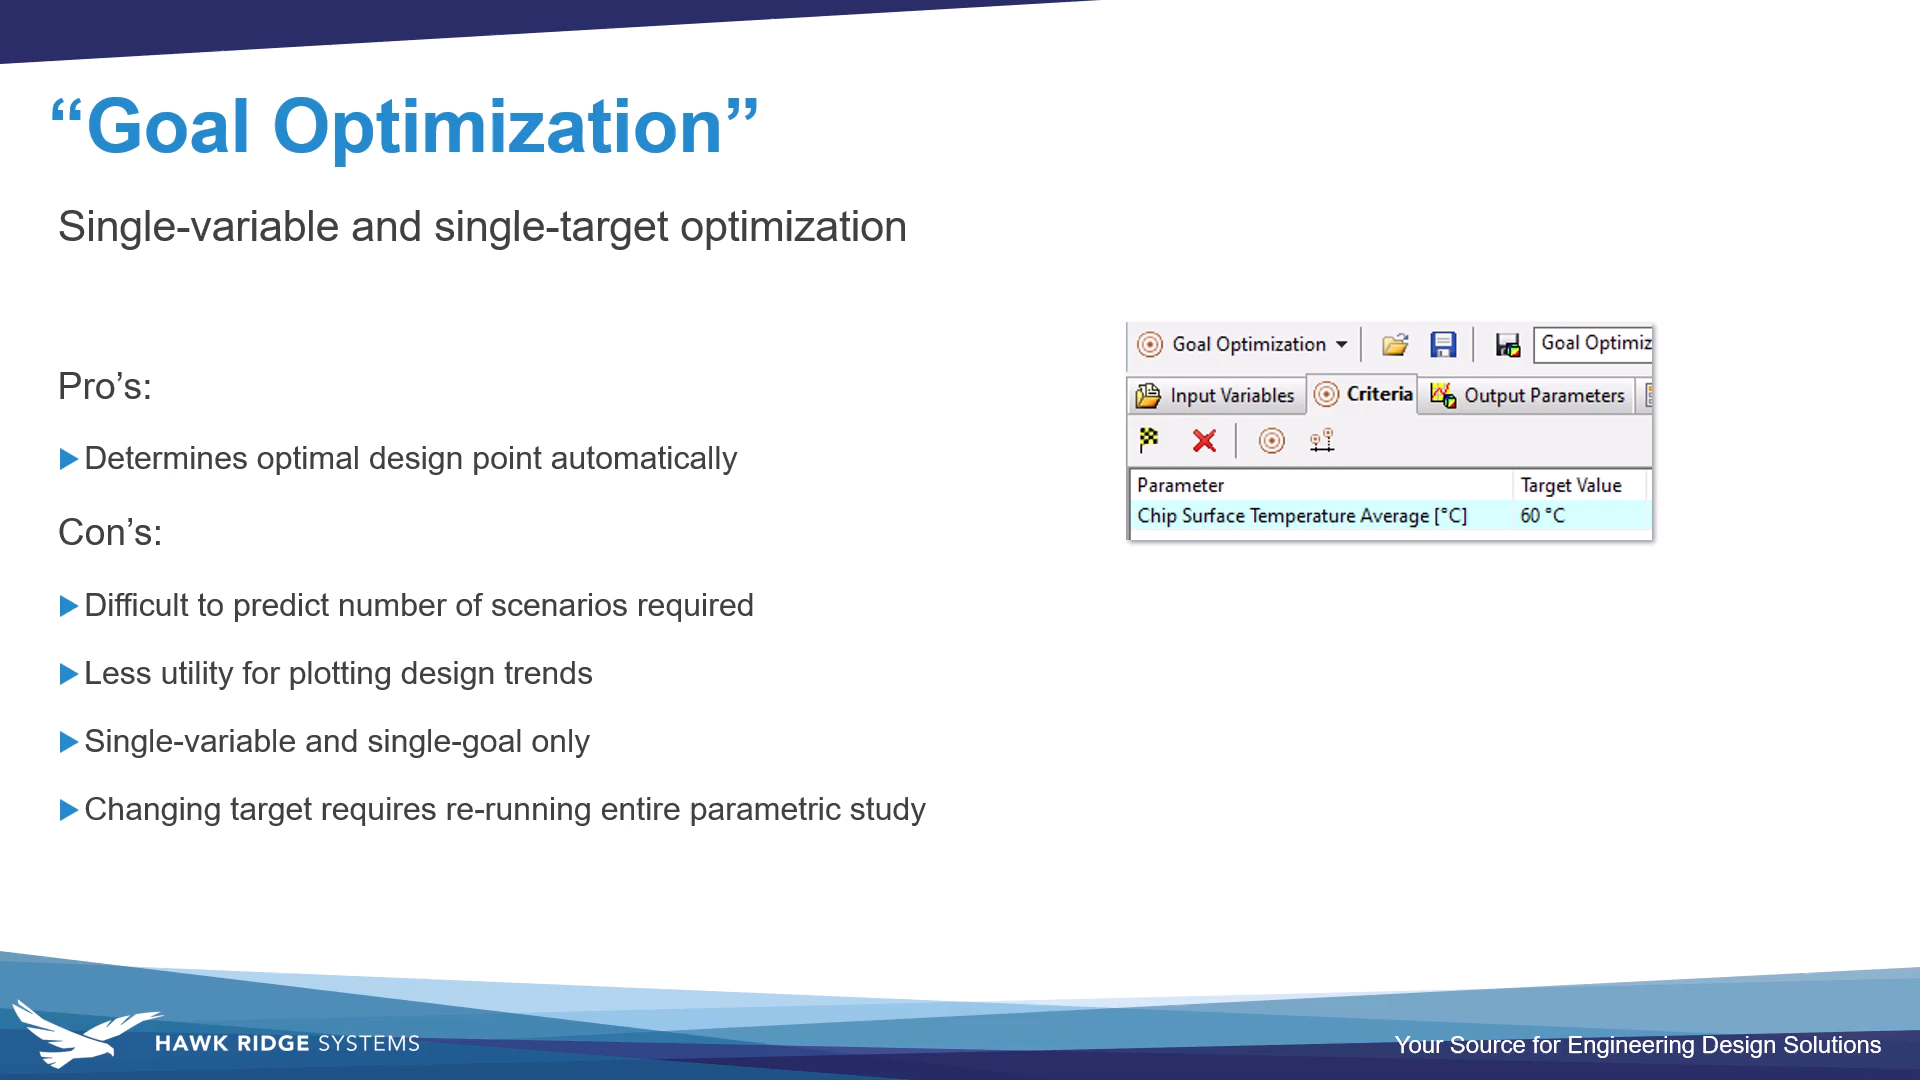 “Goal Optimization”
Single-variable and single-target optimization
Pro’s:
Determines optimal design point automatically
Con’s:
Difficult to predict number of scenarios required
Less utility for plotting design trends
Single-variable and single-goal only
Changing target requires re-running entire parametric study
Goal Optimization Goal Optimiz
Input Variables Criteria Output Parameters
Parameter Target Value
Chip Surface Temperature Average [°C] 60 °C
HAWK RIDGE SYSTEMS
Your Source for Engineering Design Solutions